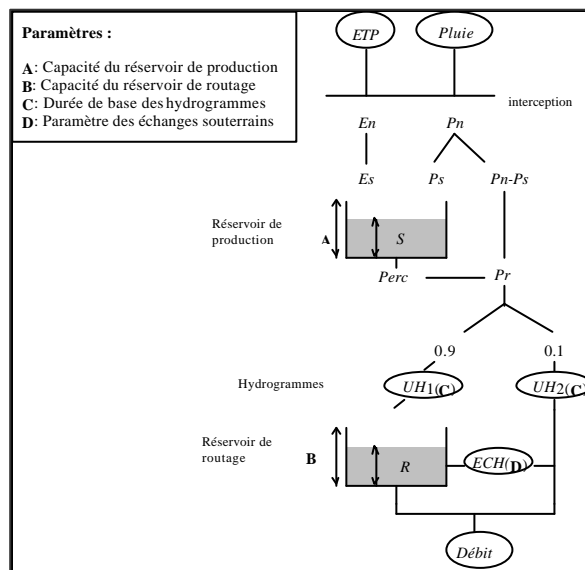 Paramètres :
A: Capacité du réservoir de production
B: Capacité du réservoir de routage
C: Durée de base des hydrogrammes
D: Paramètre des échanges souterrains
ETP
Pluie
interception
En
Pn
Es
Ps
Pn-Ps
Réservoir de
production
A
S
Perc
Pr
0.9
0.1
Hydrogrammes
UH1(C)
UH2(C)
Réservoir de
routage
B
R
ECH(D)
Débit